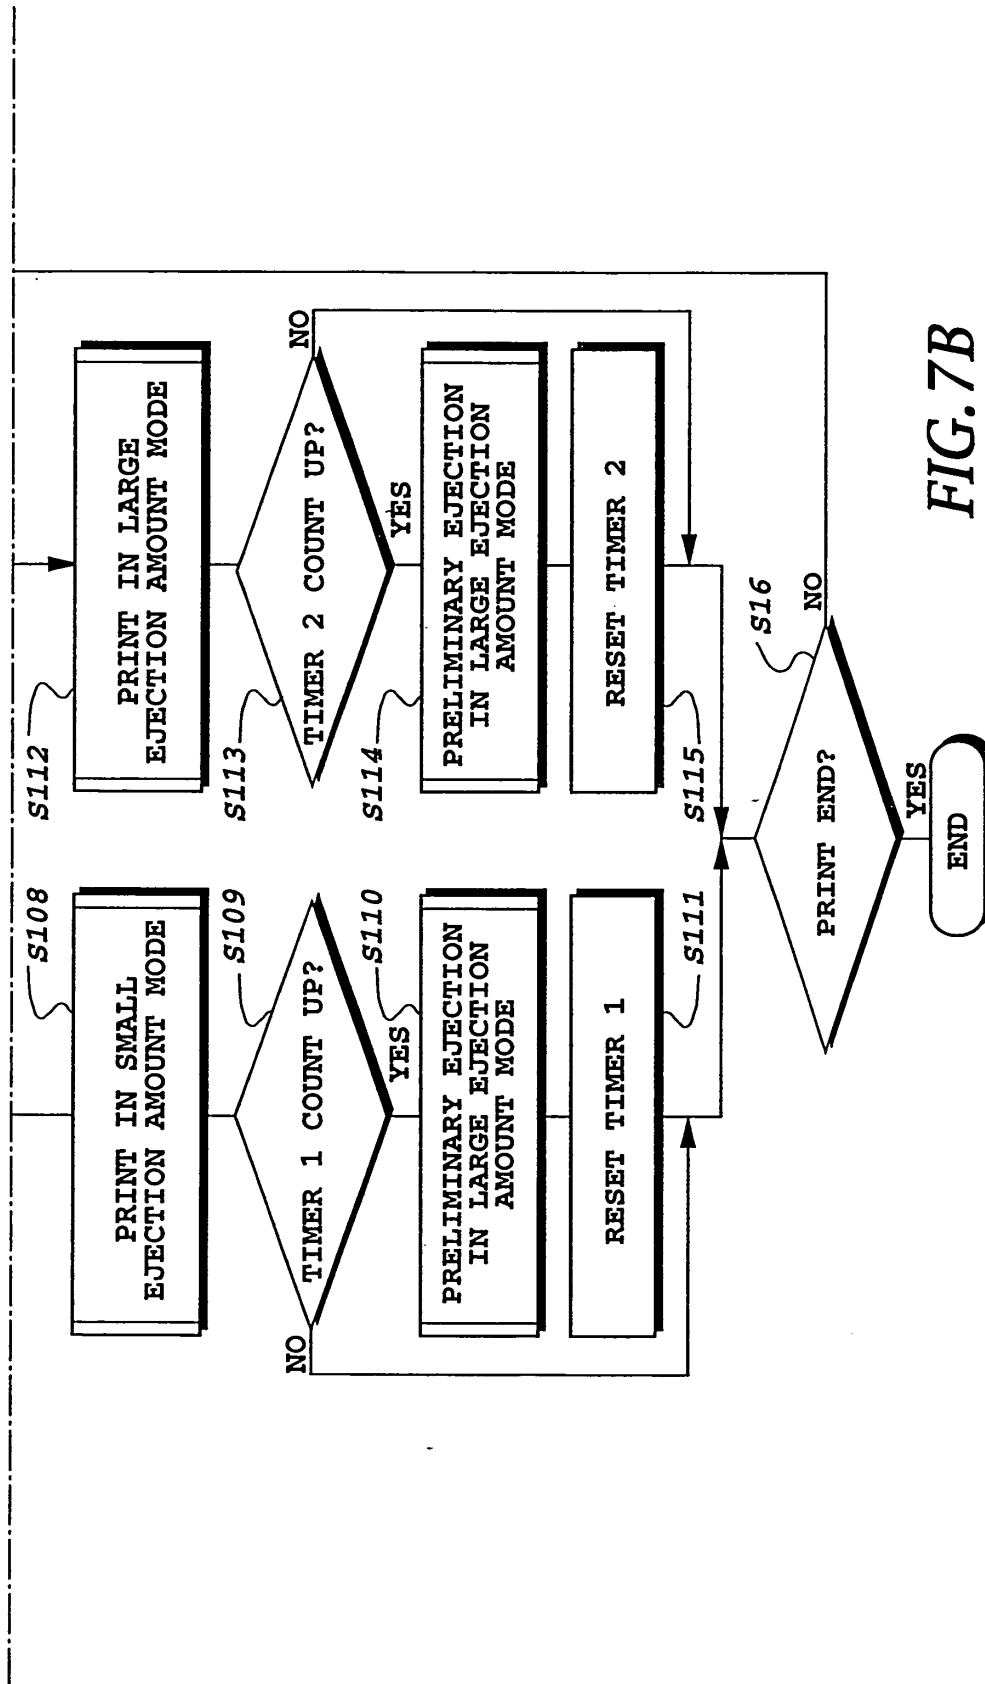 S108
PRINT IN SMALL
EJECTION AMOUNT MODE
S109
TIMER 1 COUNT UP?
NO
YES
S110
PRELIMINARY EJECTION
IN LARGE EJECTION
AMOUNT MODE
RESET TIMER 1
S111
S112
PRINT IN LARGE
EJECTION AMOUNT MODE
S113
TIMER 2 COUNT UP?
NO
YES
S114
PRELIMINARY EJECTION
IN LARGE EJECTION
AMOUNT MODE
RESET TIMER 2
S115
S16
PRINT END?
NO
YES
END
FIG. 7B